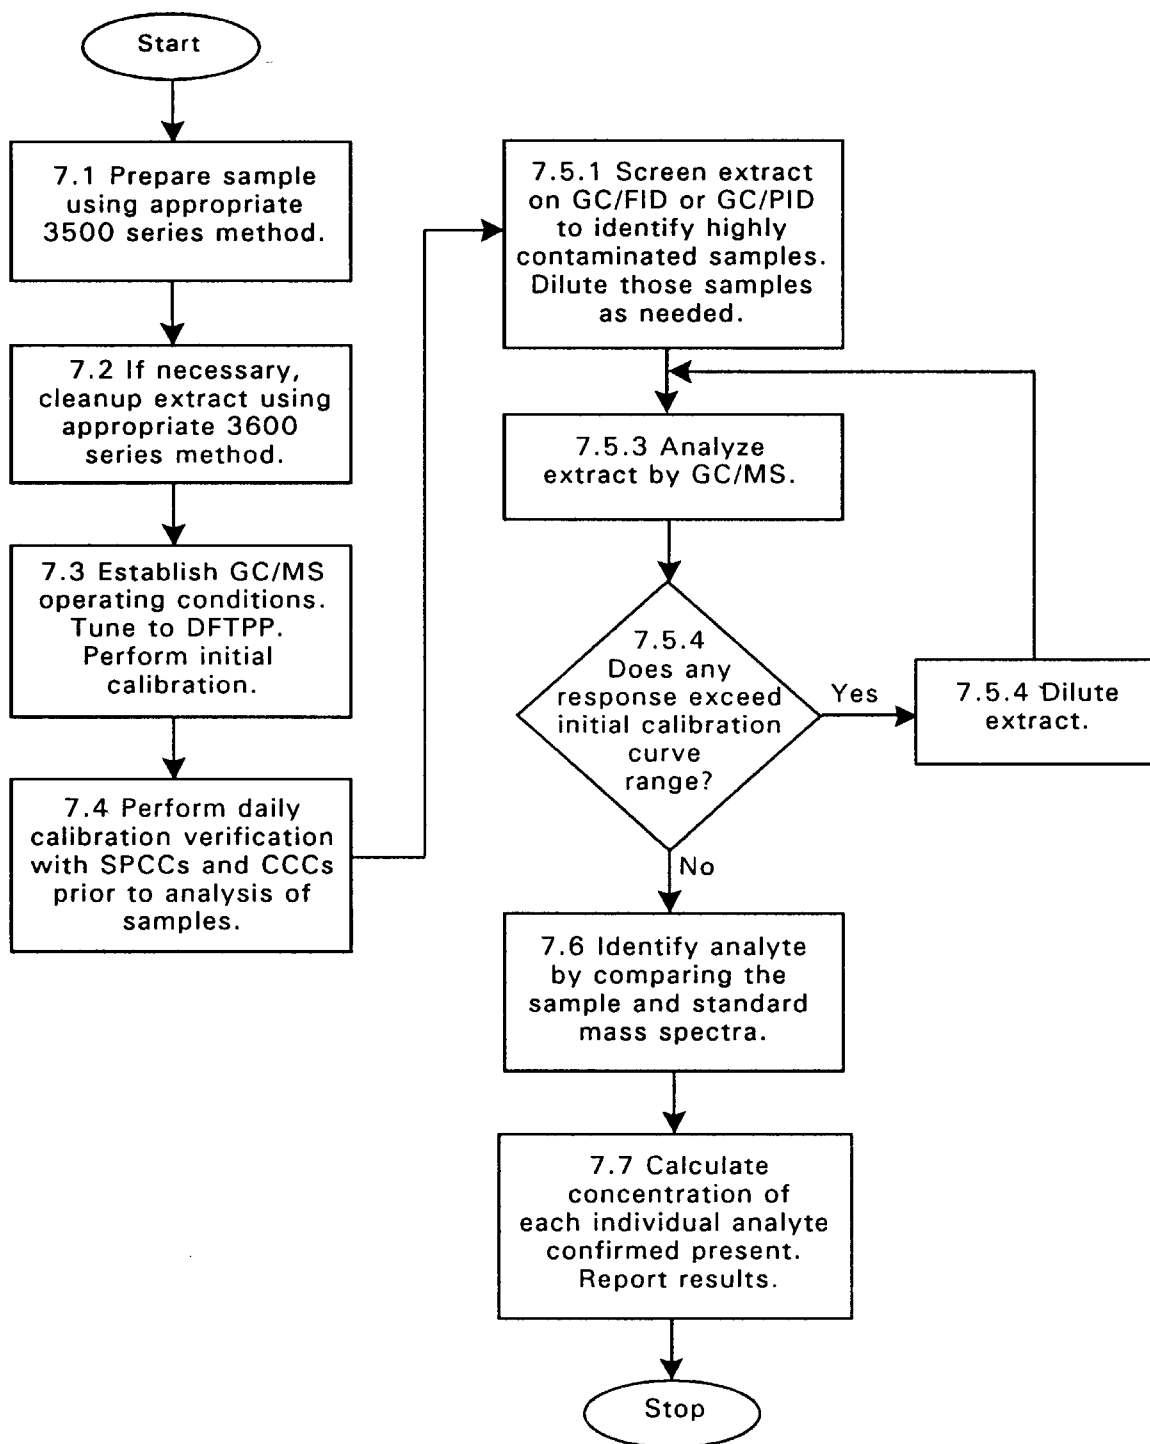 Start
7.1 Prepare sample
using appropriate
3500 series method.
7.2 If necessary,
cleanup extract using
appropriate 3600
series method.
7.3 Establish GC/MS
operating conditions.
Tune to DFTPP.
Perform initial
calibration.
7.4 Perform daily
calibration verification
with SPCCs and CCCs
prior to analysis of
samples.
7.5.1 Screen extract
on GC/FID or GC/PID
to identify highly
contaminated samples.
Dilute those samples
as needed.
7.5.3 Analyze
extract by GC/MS.
7.5.4
Does any
response exceed
initial calibration
curve
range?
Yes
7.5.4 Dilute
extract.
No
7.6 Identify analyte
by comparing the
sample and standard
mass spectra.
7.7 Calculate
concentration of
each individual analyte
confirmed present.
Report results.
Stop